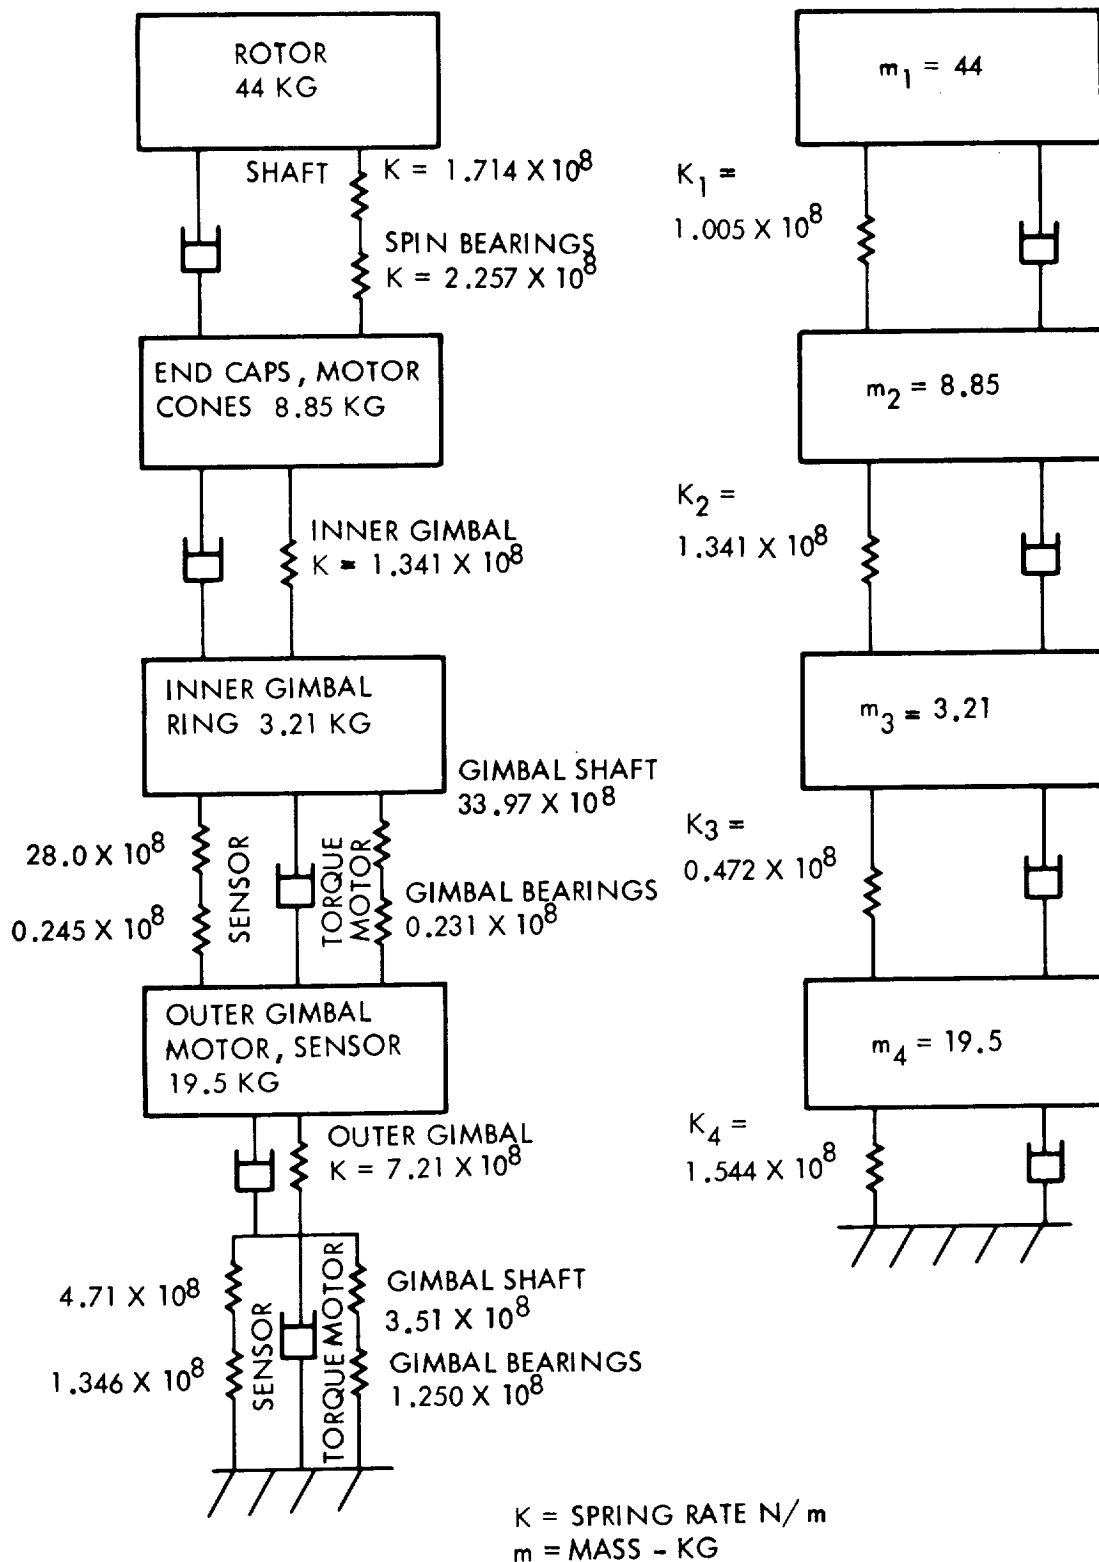 ROTOR
44 KG
SHAFT
K = 1.714 X 10^8
SPIN BEARINGS
K = 2.257 X 10^8
END CAPS, MOTOR
CONES 8.85 KG
INNER GIMBAL
K = 1.341 X 10^8
INNER GIMBAL
RING 3.21 KG
GIMBAL SHAFT
33.97 X 10^8
28.0 X 10^8
0.245 X 10^8
SENSOR
TORQUE
MOTOR
GIMBAL BEARINGS
0.231 X 10^8
OUTER GIMBAL
MOTOR, SENSOR
19.5 KG
OUTER GIMBAL
K = 7.21 X 10^8
4.71 X 10^8
1.346 X 10^8
SENSOR
TORQUE MOTOR
GIMBAL SHAFT
3.51 X 10^8
GIMBAL BEARINGS
1.250 X 10^8
m1 = 44
K1 =
1.005 X 10^8
m2 = 8.85
K2 =
1.341 X 10^8
m3 = 3.21
K3 =
0.472 X 10^8
m4 = 19.5
K4 =
1.544 X 10^8
K = SPRING RATE N/m
m = MASS - KG